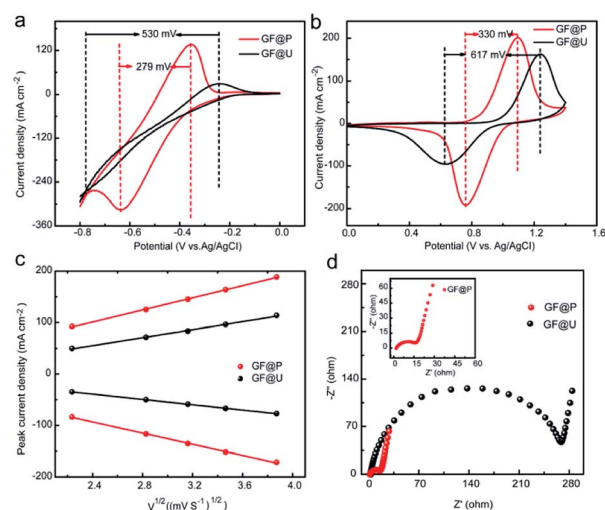 a
530 mV
GF@P
GF@U
279 mV
Current density (mA cm⁻²)
120
0
-120
-240
-360
-0.8
-0.6
-0.4
-0.2
0.0
Potential (V vs.Ag/AgCl)
b
330 mV
GF@P
GF@U
617 mV
Current density (mA cm⁻²)
200
100
0
-100
-200
0.0
0.4
0.8
1.2
Potential (V vs.Ag/AgCl)
c
Peak current density (mA cm⁻²)
200
100
0
-100
-200
GF@P
GF@U
2.4
2.8
3.2
3.6
4.0
V1/2((mV S⁻¹)1/2)
d
-Z'' (ohm)
280
210
140
70
0
GF@P
GF@U
-Z'' (ohm)
60
45
30
15
0
GF@P
0
15
30
45
60
Z' (ohm)
0
70
140
210
280
Z' (ohm)